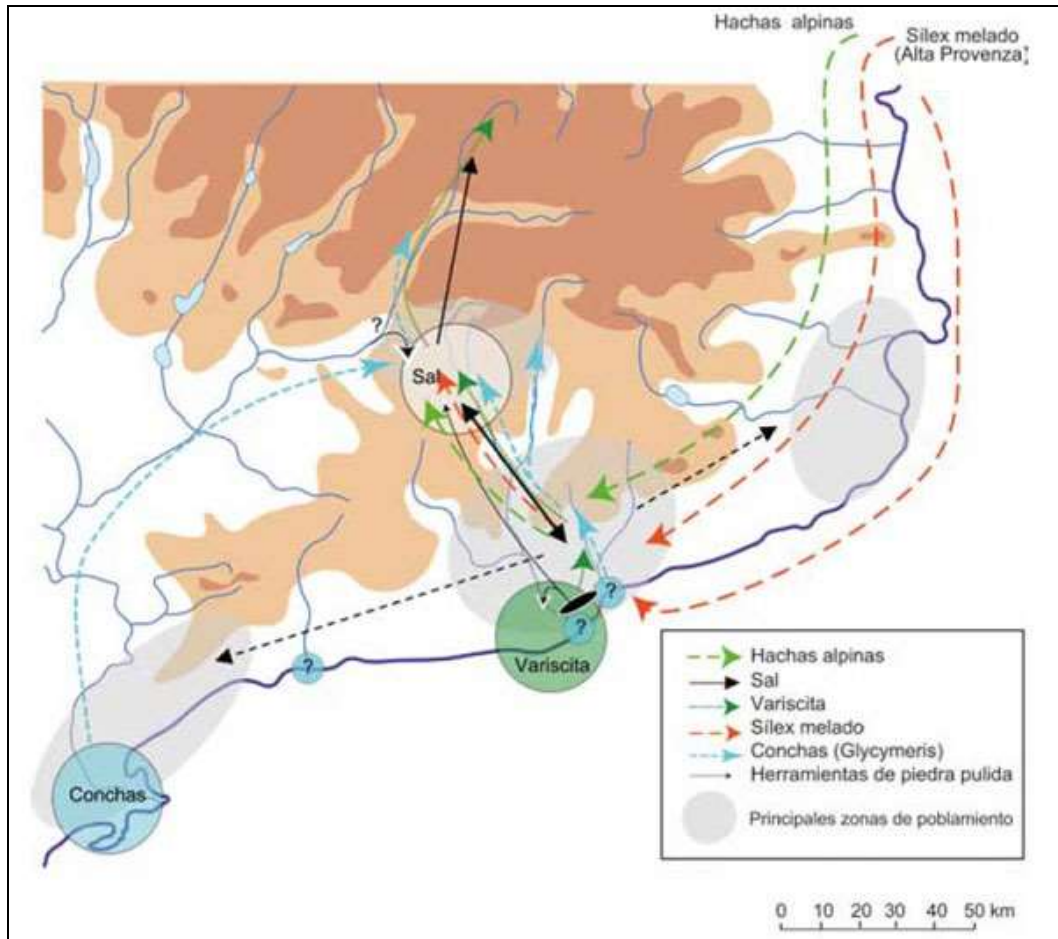 Hachas alpinas
Sílex melado
(Alta Provenza)
?
Sal
?
?
?
Variscita
Conchas
Hachas alpinas
Sal
Variscita
Sílex melado
Conchas (Glycymeris)
Herramientas de piedra pulida
Principales zonas de poblamiento
0 10 20 30 40 50 km